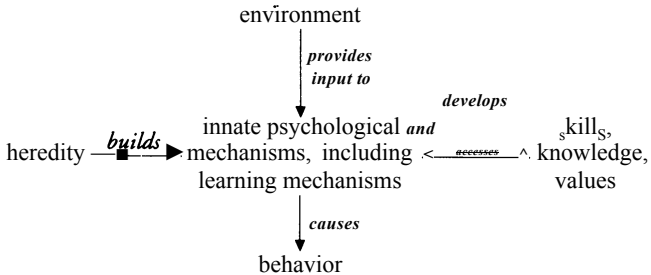 environment
provides
input to
develops
innate psychological and
skills,
heredity
builds
mechanisms, including
accesses
knowledge,
learning mechanisms
values
causes
behavior